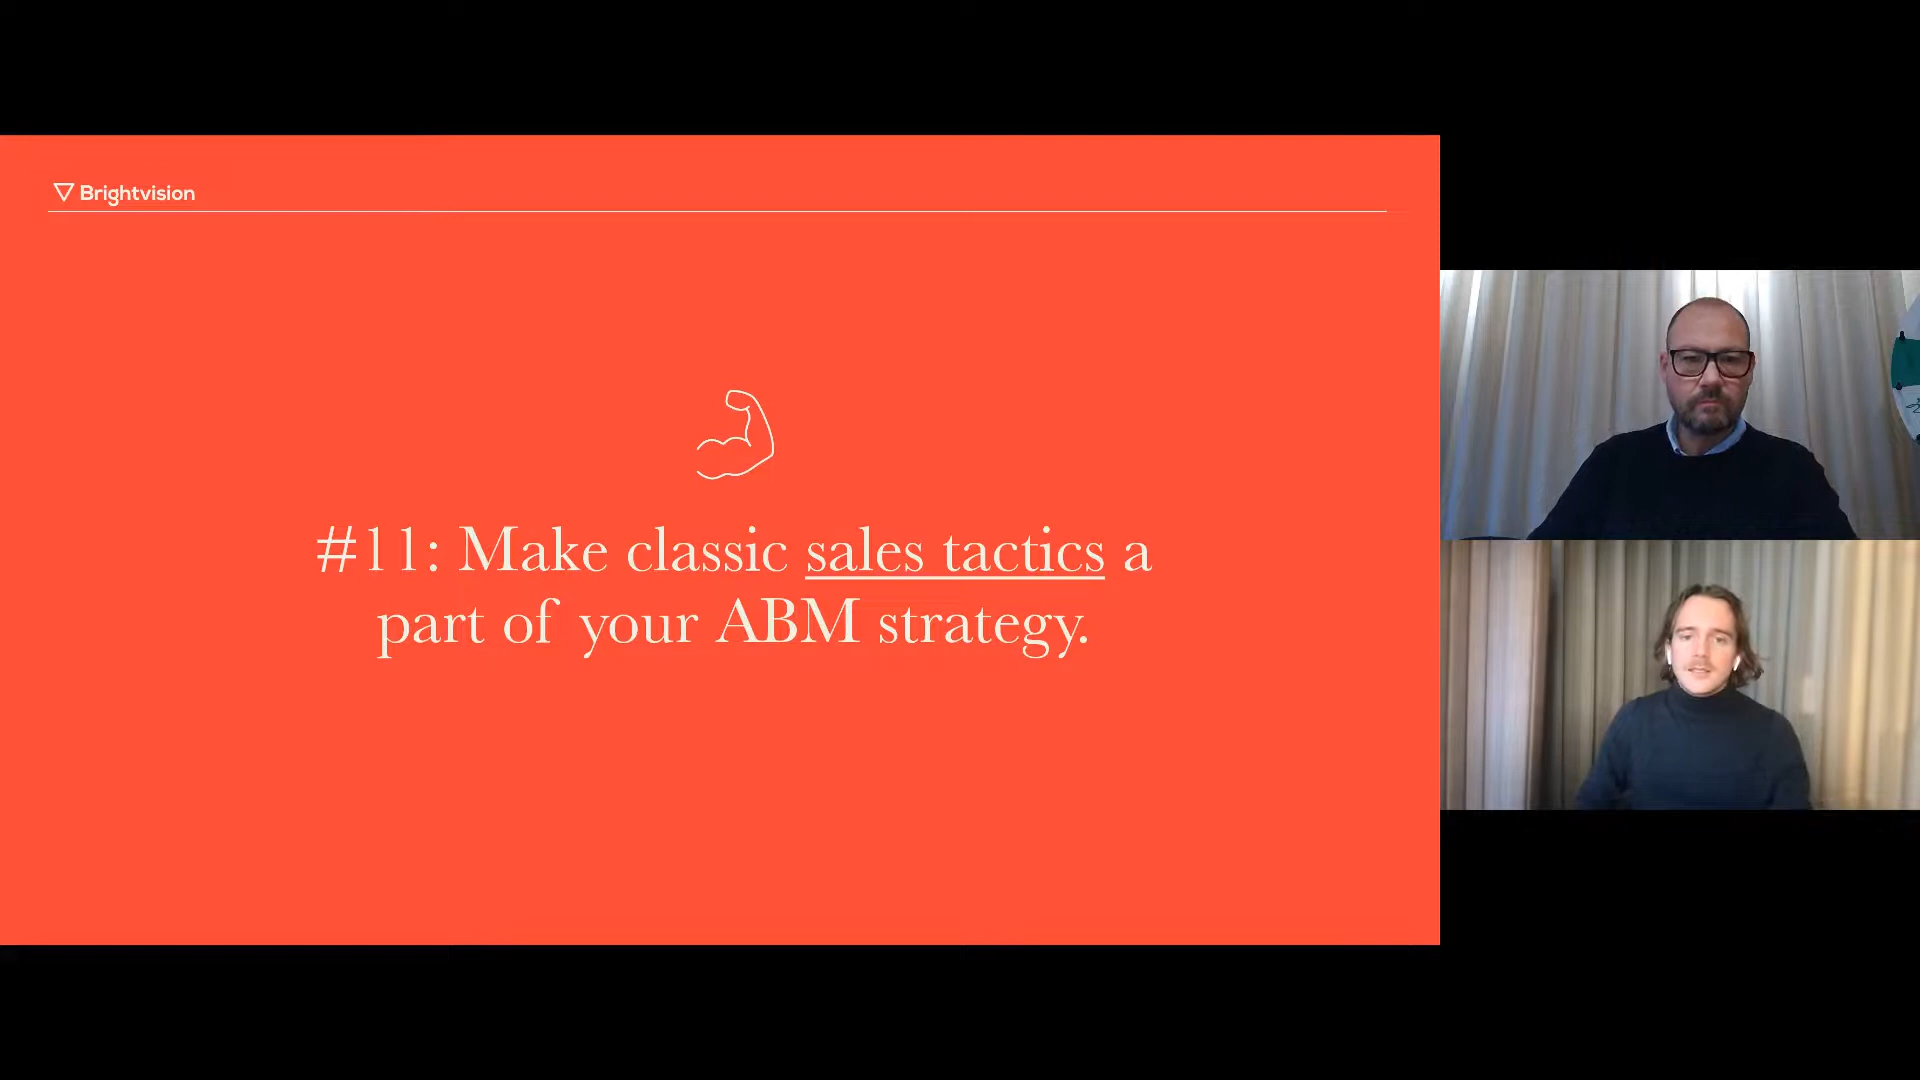 Brightvision
#11: Make classic sales tactics a
part of your ABM strategy.